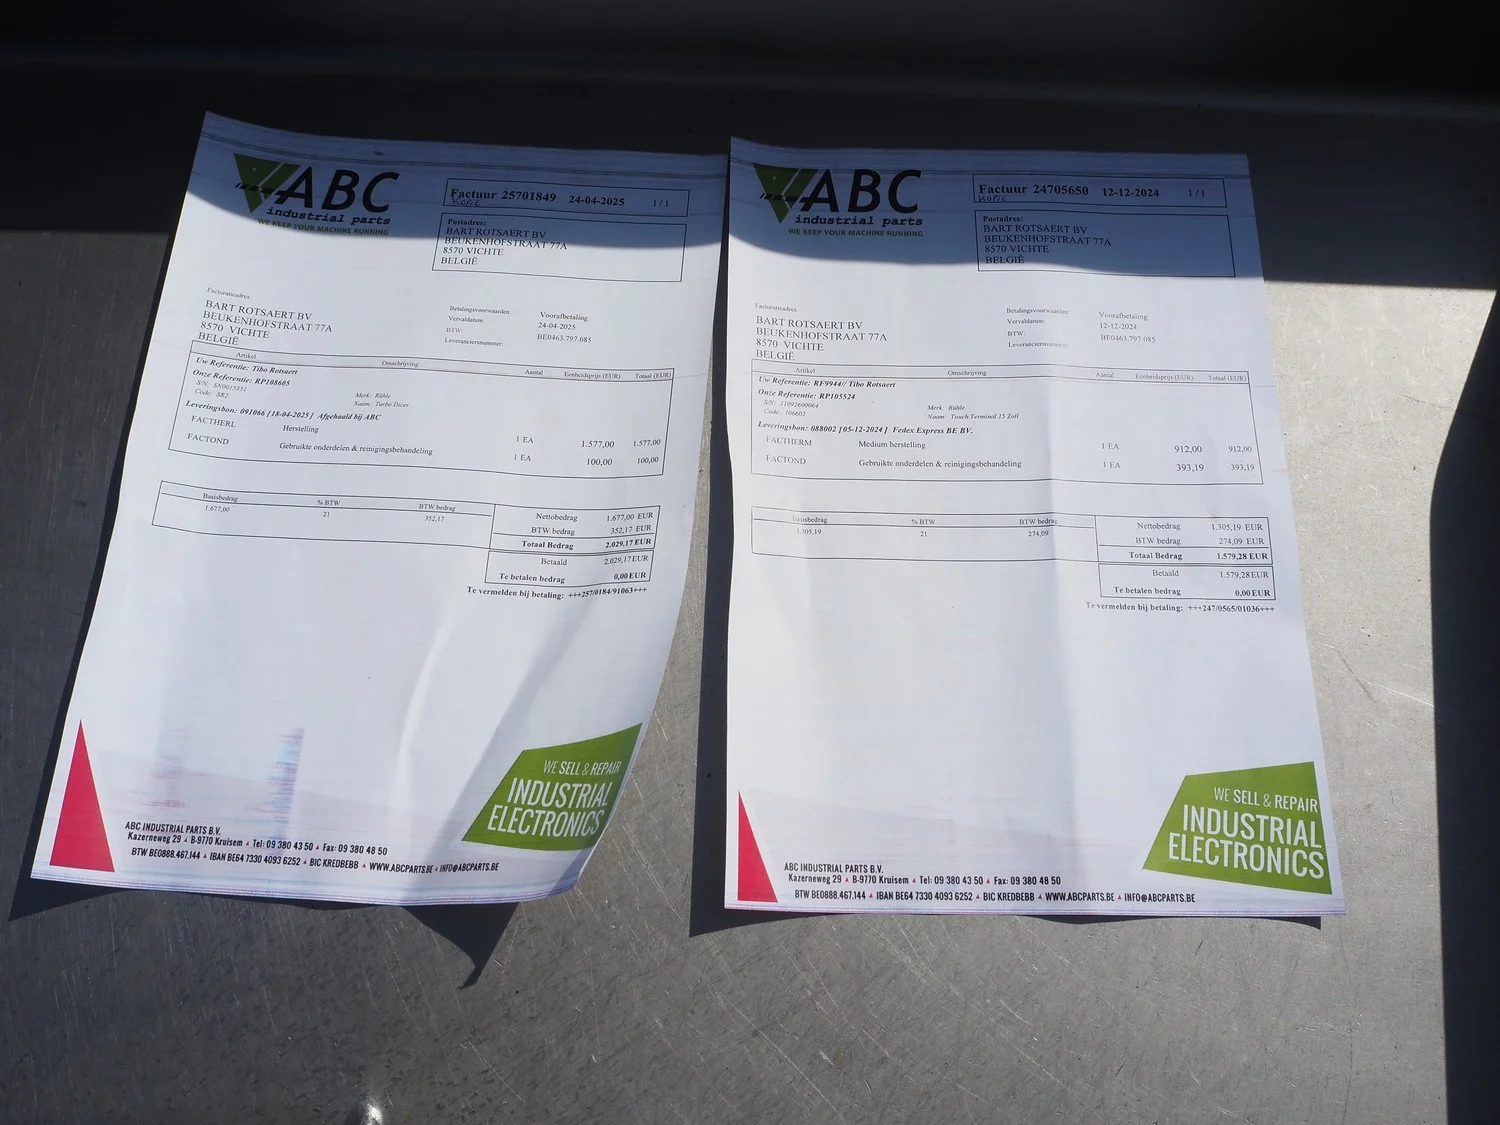 ABC
industrial parts
WE KEEP YOUR MACHINE RUNNING
Factuur 25701849 24-04-2025 1/1
KOPIE
Postadres:
BART ROTSAERT BV
BEUKENHOFSTRAAT 77A
8570 VICHTE
BELGIË
Facturatieadres
BART ROTSAERT BV
BEUKENHOFSTRAAT 77A
8570 VICHTE
BELGIË
Betalingsvoorwaarden Voorafbetaling
Vervaldatum 24-04-2025
BTW: BE0463.797.085
Leveranciersnummer:
Artikel Omschrijving Aantal Eenheidsprijs (EUR) Totaal (EUR)
Uw Referentie: Tibo Rotsaert
Onze Referentie: RP108605
S/N: SN0015351 Merk: Rühle
Code: SR2 Naam: Turbo Dicer
Leveringsbon: 091066 [18-04-2025] Afgehaald bij ABC
FACTHERL Herstelling 1 EA 1.577,00 1.577,00
FACTOND Gebruikte onderdelen & reinigingsbehandeling 1 EA 100,00 100,00
Basisbedrag % BTW BTW bedrag
1.677,00 21 352,17
Nettobedrag 1.677,00 EUR
BTW bedrag 352,17 EUR
Totaal Bedrag 2.029,17 EUR
Betaald 2.029,17 EUR
Te betalen bedrag 0,00 EUR
Te vermelden bij betaling: +++257/0184/91063+++
WE SELL & REPAIR
INDUSTRIAL
ELECTRONICS
ABC INDUSTRIAL PARTS B.V.
Kazerneweg 29 ▲ B-9770 Kruisem ▲ Tel: 09 380 43 50 ▲ Fax: 09 380 48 50
BTW BE0888.467.144 ▲ IBAN BE64 7330 4093 6252 ▲ BIC KREDBEBB ▲ WWW.ABCPARTS.BE ▲ INFO@ABCPARTS.BE
ABC
industrial parts
WE KEEP YOUR MACHINE RUNNING
Factuur 24705650 12-12-2024 1/1
KOPIE
Postadres:
BART ROTSAERT BV
BEUKENHOFSTRAAT 77A
8570 VICHTE
BELGIË
Facturatieadres
BART ROTSAERT BV
BEUKENHOFSTRAAT 77A
8570 VICHTE
BELGIË
Betalingsvoorwaarden: Voorafbetaling
Vervaldatum: 12-12-2024
BTW: BE0463.797.085
Leveranciersnummer:
Artikel Omschrijving Aantal Eenheidsprijs (EUR) Totaal (EUR)
Uw Referentie: RF9944// Tibo Rotsaert
Onze Referentie: RP105524
S/N: 11092600064 Merk: Rühle
Code: 106602 Naam: Touch Terminal 15 Zoll
Leveringsbon: 088002 [05-12-2024] Fedex Express BE BV.
FACTHERM Medium herstelling 1 EA 912,00 912,00
FACTOND Gebruikte onderdelen & reinigingsbehandeling 1 EA 393,19 393,19
Basisbedrag % BTW BTW bedrag
1.305,19 21 274,09
Nettobedrag 1.305,19 EUR
BTW bedrag 274,09 EUR
Totaal Bedrag 1.579,28 EUR
Betaald 1.579,28 EUR
Te betalen bedrag 0,00 EUR
Te vermelden bij betaling: +++247/0565/01036+++
WE SELL & REPAIR
INDUSTRIAL
ELECTRONICS
ABC INDUSTRIAL PARTS B.V.
Kazerneweg 29 ▲ B-9770 Kruisem ▲ Tel: 09 380 43 50 ▲ Fax: 09 380 48 50
BTW BE0888.467.144 ▲ IBAN BE64 7330 4093 6252 ▲ BIC KREDBEBB ▲ WWW.ABCPARTS.BE ▲ INFO@ABCPARTS.BE